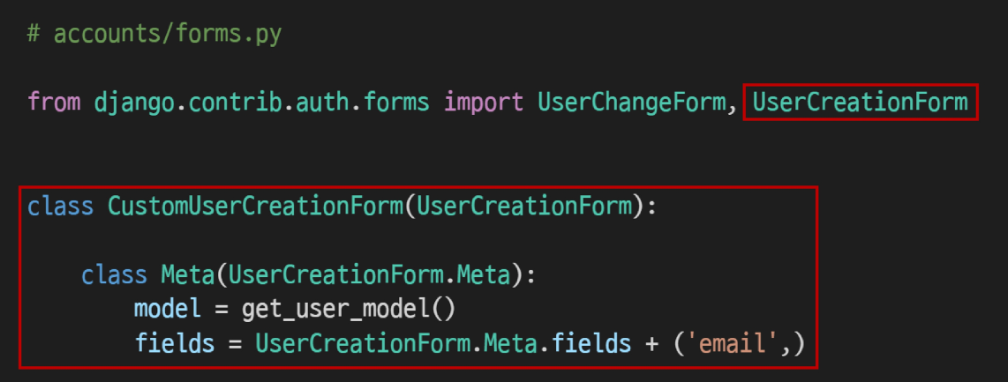 # accounts/forms.py
from django.contrib.auth.forms import UserChangeForm, UserCreationForm
class CustomUserCreationForm(UserCreationForm):
class Meta(UserCreationForm.Meta):
model = get_user_model()
fields = UserCreationForm.Meta.fields + ('email',)